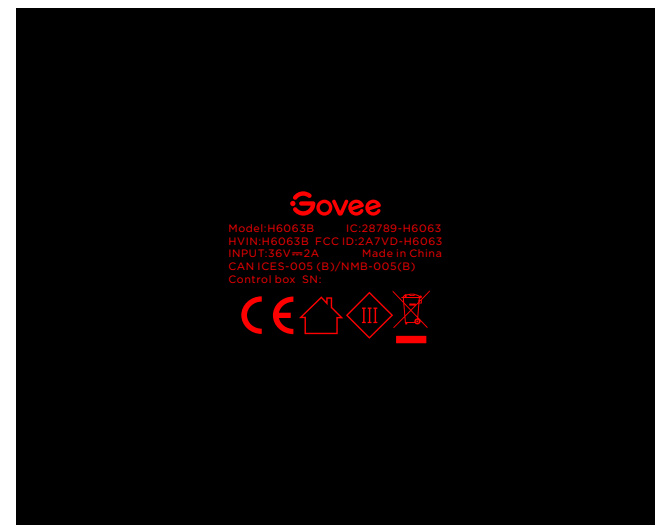 Govee
Model:H6063B IC:28789-H6063
HVIN:H6063B FCC ID:2A7VD-H6063
INPUT:36V⎓2A Made in China
CAN ICES-005 (B)/NMB-005(B)
Control box SN:
CE III